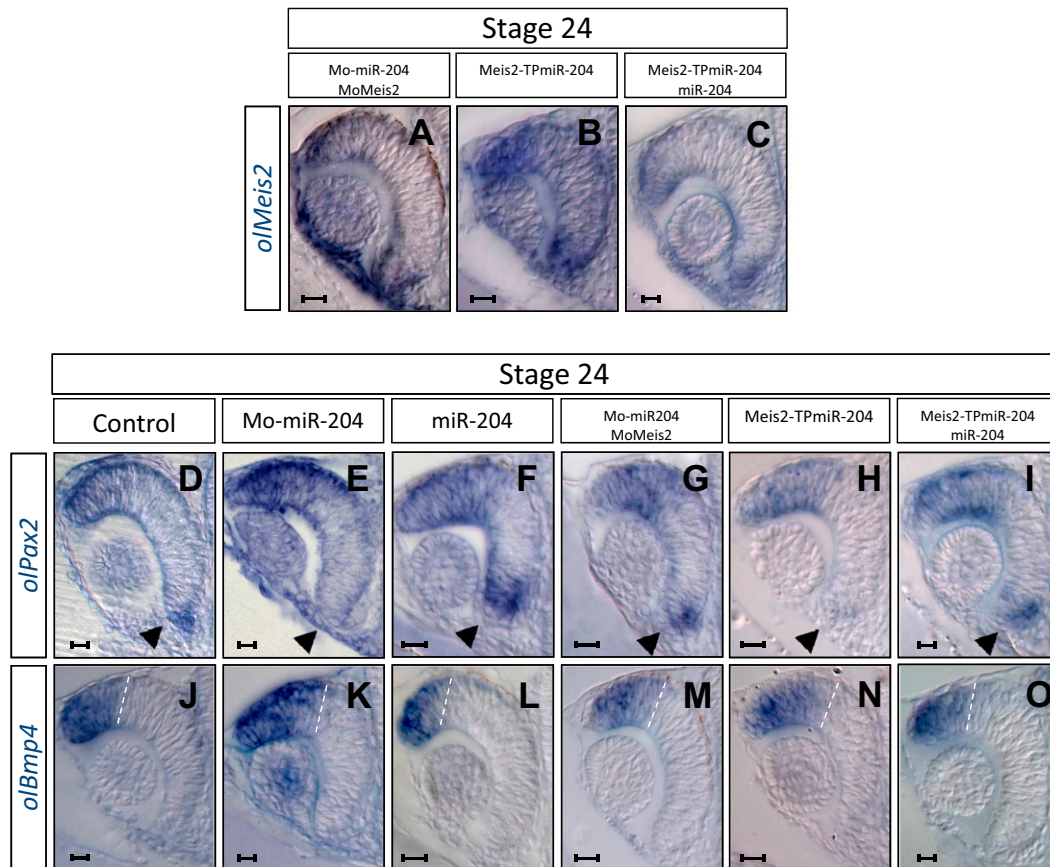 Stage 24
Mo-miR-204
MoMeis2
Meis2-TPmiR-204
Meis2-TPmiR-204
miR-204
olMeis2
A
B
C
Stage 24
Control
Mo-miR-204
miR-204
Mo-miR204
MoMeis2
Meis2-TPmiR-204
Meis2-TPmiR-204
miR-204
olPax2
D
E
F
G
H
I
olBmp4
J
K
L
M
N
O